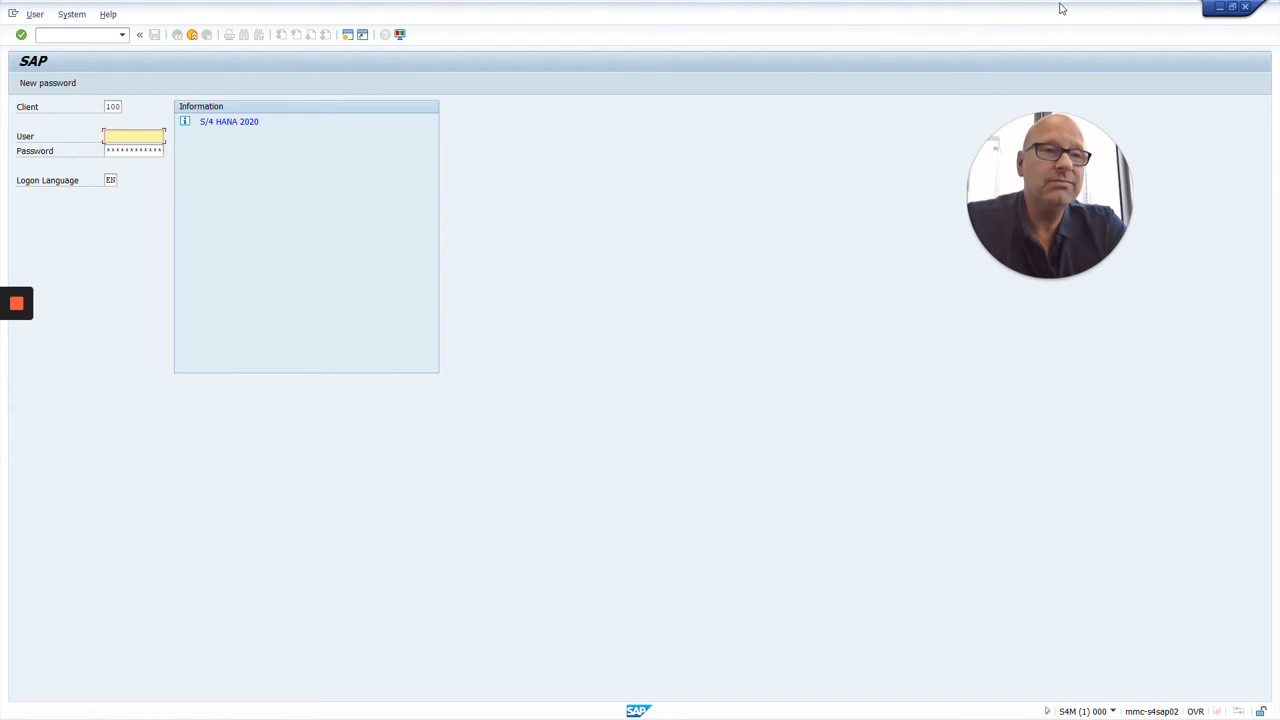 User System Help
SAP
New password
Client 100
Information
S/4 HANA 2020
User
Password ************
Logon Language EN
SAP
S4M (1) 000 mmc-s4sap02 OVR